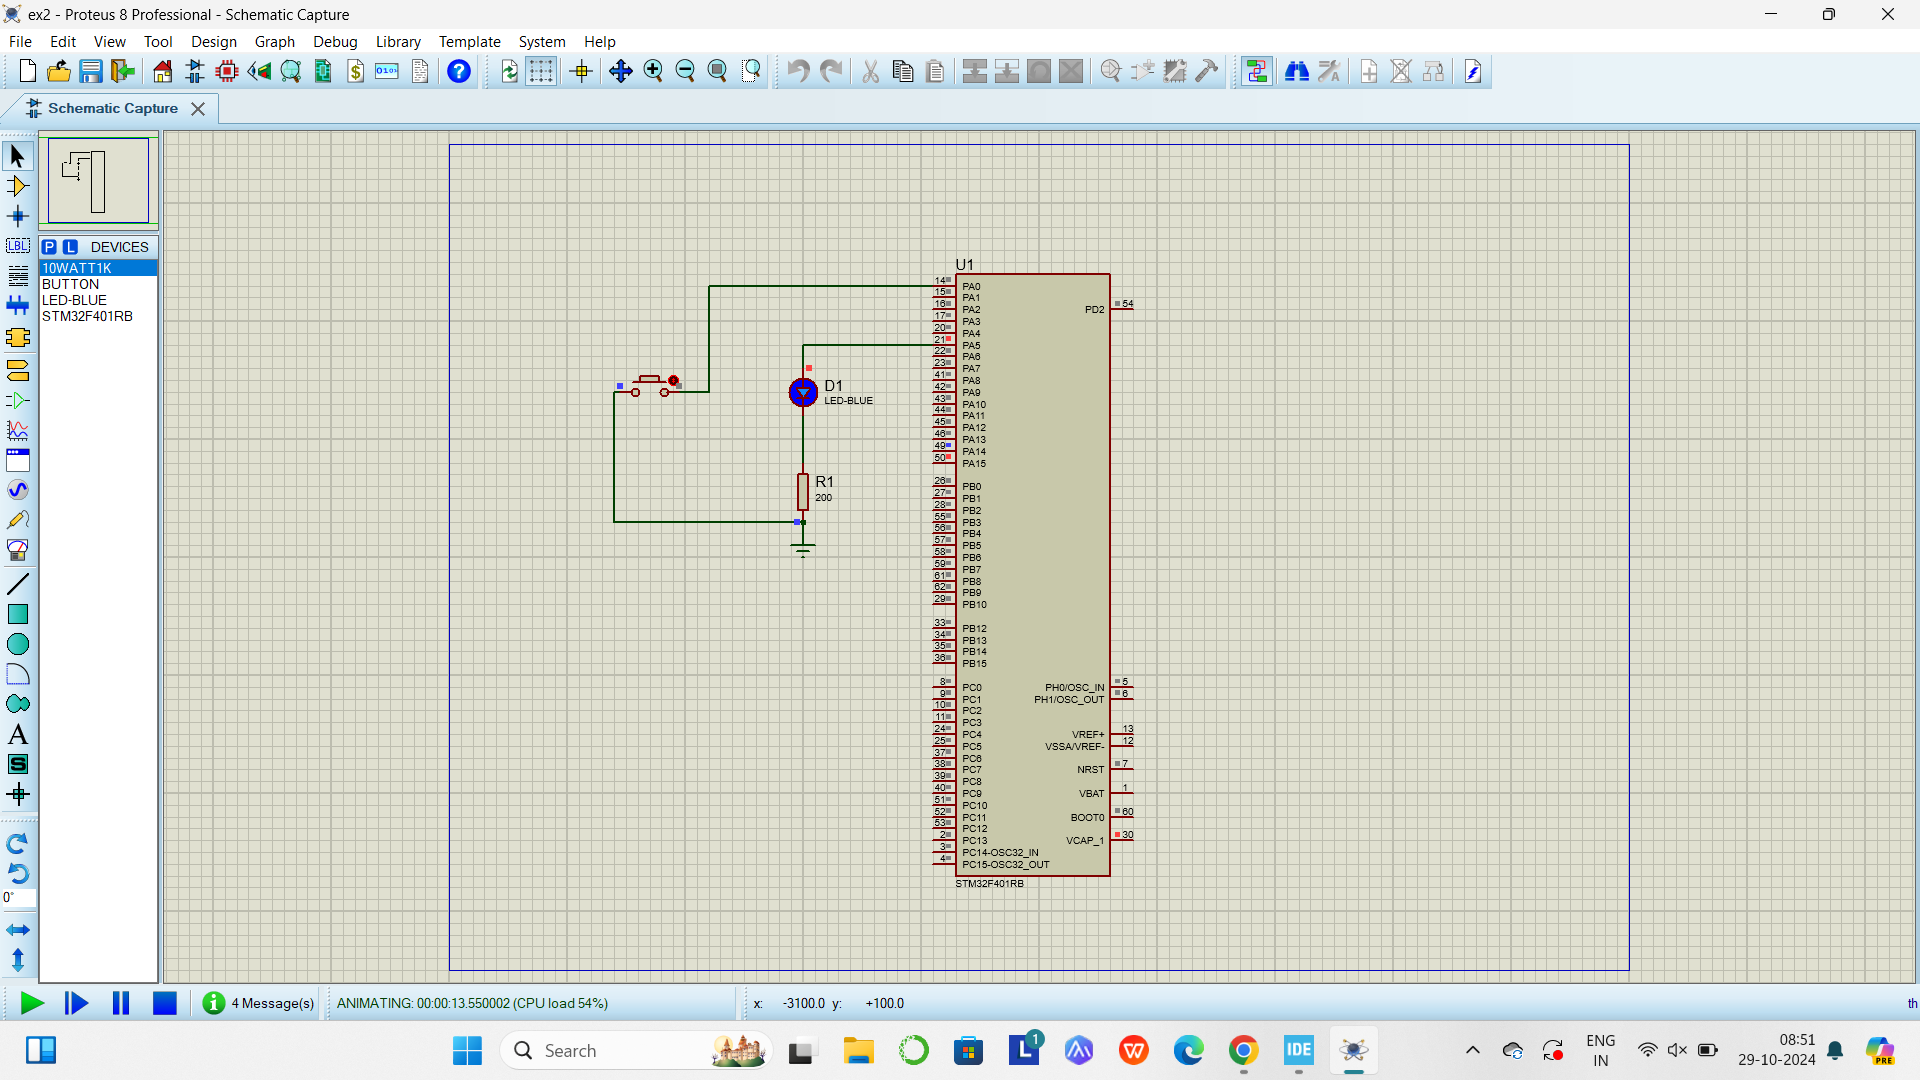 ex2 - Proteus 8 Professional - Schematic Capture
File Edit View Tool Design Graph Debug Library Template System Help
Schematic Capture
LBL
P L DEVICES
10WATT1K
BUTTON
LED-BLUE
STM32F401RB
A
S
0°
U1
14 PA0
15 PA1
16 PA2
17 PA3
20 PA4
21 PA5
22 PA6
23 PA7
41 PA8
42 PA9
43 PA10
44 PA11
45 PA12
46 PA13
49 PA14
50 PA15
26 PB0
27 PB1
28 PB2
55 PB3
56 PB4
57 PB5
58 PB6
59 PB7
61 PB8
62 PB9
29 PB10
33 PB12
34 PB13
35 PB14
36 PB15
8 PC0
9 PC1
10 PC2
11 PC3
24 PC4
25 PC5
37 PC6
38 PC7
39 PC8
40 PC9
51 PC10
52 PC11
53 PC12
2 PC13
3 PC14-OSC32_IN
4 PC15-OSC32_OUT
PD2 54
PH0/OSC_IN 5
PH1/OSC_OUT 6
VREF+ 13
VSSA/VREF- 12
NRST 7
VBAT 1
BOOT0 60
VCAP_1 30
STM32F401RB
D1
LED-BLUE
R1
200
4 Message(s) ANIMATING: 00:00:13.550002 (CPU load 54%) x: -3100.0 y: +100.0 th
Search
L 1
W
IDE
ENG
IN
08:51
29-10-2024
PRE